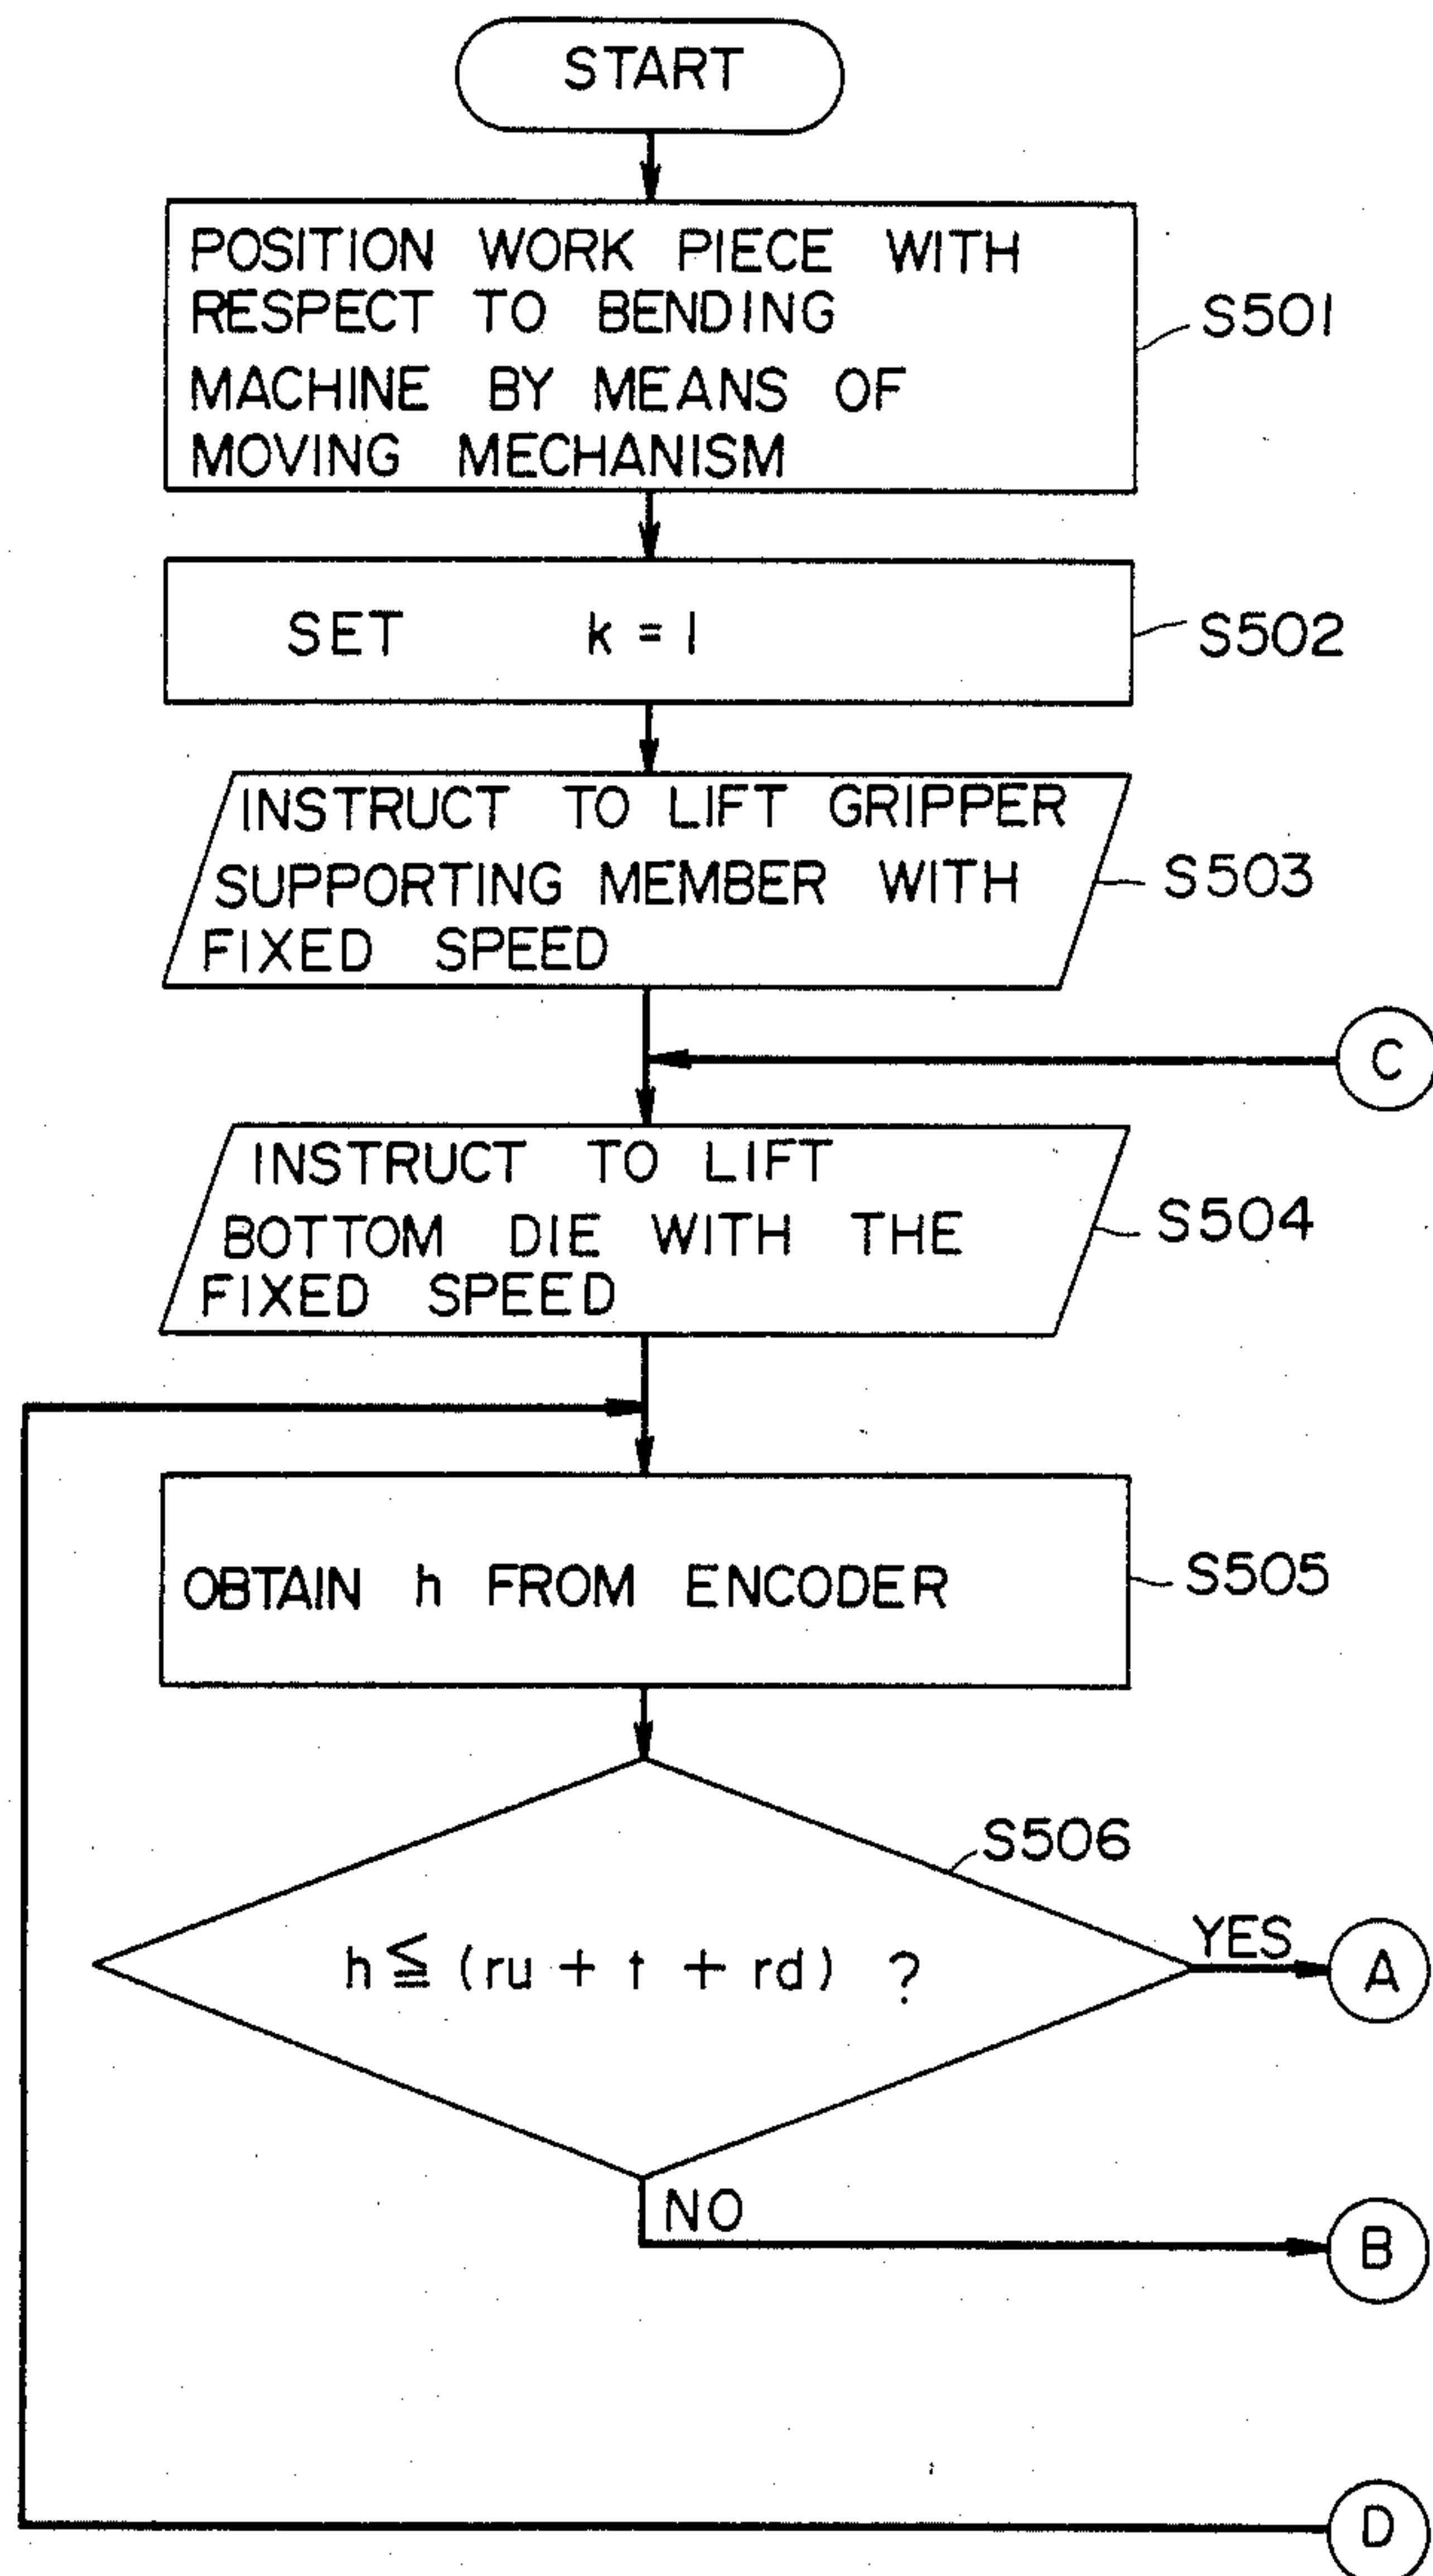 START
POSITION WORK PIECE WITH
RESPECT TO BENDING
MACHINE BY MEANS OF
MOVING MECHANISM
S501
SET k = 1
S502
INSTRUCT TO LIFT GRIPPER
SUPPORTING MEMBER WITH
FIXED SPEED
S503
C
INSTRUCT TO LIFT
BOTTOM DIE WITH THE
FIXED SPEED
S504
OBTAIN h FROM ENCODER
S505
S506
h ≦ (ru + t + rd) ?
YES
A
NO
B
D